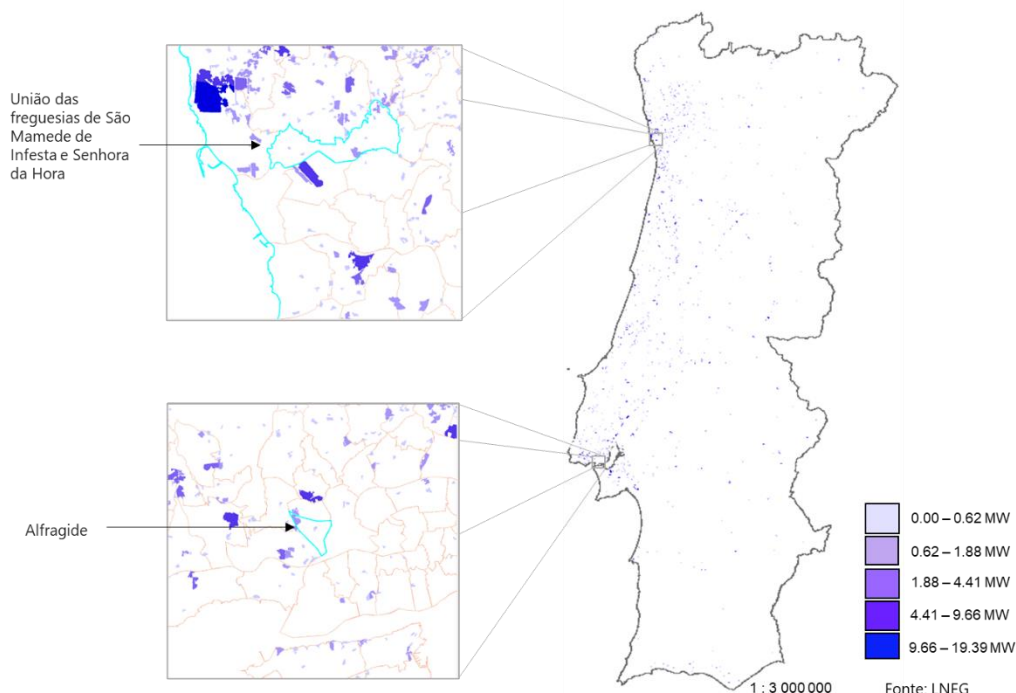 União das
freguesias de São
Mamede de
Infesta e Senhora
da Hora
Alfragide
0.00 – 0.62 MW
0.62 – 1.88 MW
1.88 – 4.41 MW
4.41 – 9.66 MW
9.66 – 19.39 MW
1 : 3 000 000
Fonte: LNEG